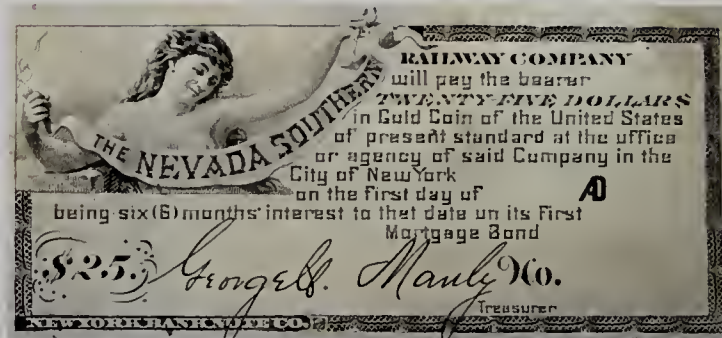 THE NEVADA SOUTHERN
RAILWAY COMPANY
will pay the bearer
TWENTY-FIVE DOLLARS
in Gold Coin of the United States
of present standard at the office
or agency of said Company in the
City of New York
on the first day of AD
being six (6) months' interest to that date on its First
Mortgage Bond
$25. No.
Treasurer
NEW YORK BANK NOTE CO.